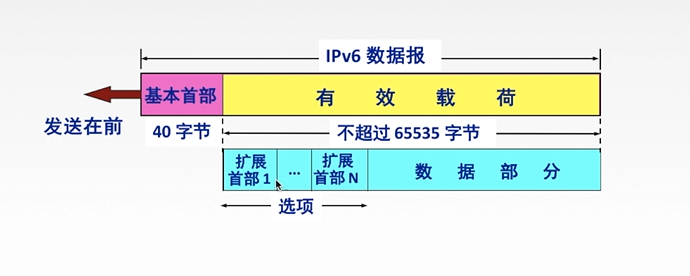 IPv6 数据报
基本首部
有效载荷
发送在前
40 字节
不超过 65535 字节
扩展
首部 1
...
扩展
首部 N
数据部分
选项